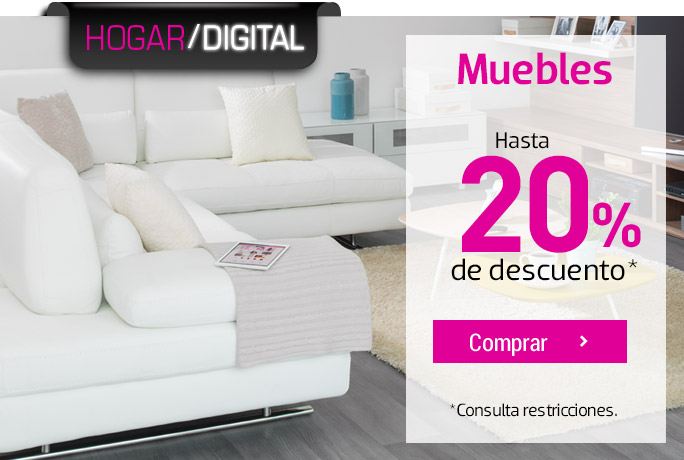 HOGAR/DIGITAL
Muebles
Hasta
20%
de descuento*
Comprar >
*Consulta restricciones.